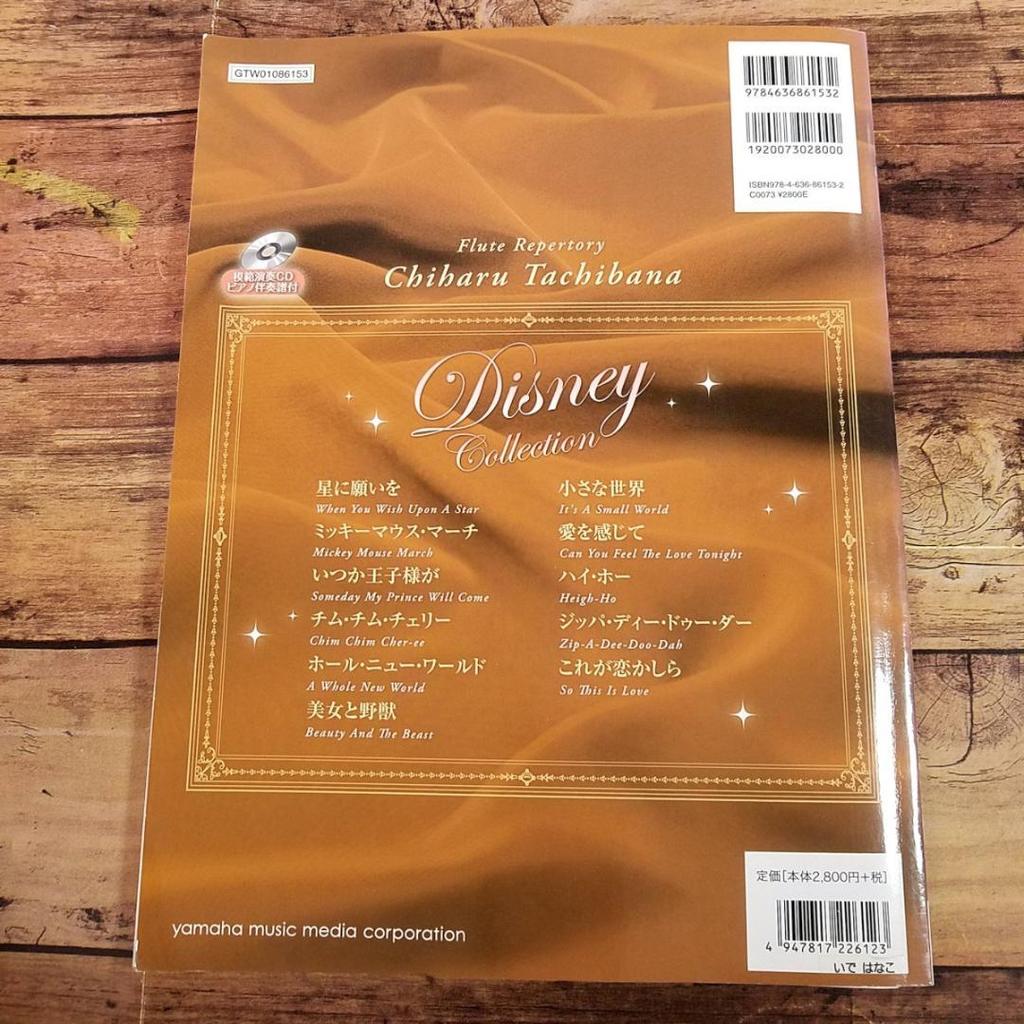 GTW01086153
9784636861532
1920073028000
ISBN978-4-636-86153-2
C0073 ¥2800E
Flute Repertory
Chiharu Tachibana
模範演奏CD
ピアノ伴奏譜付
Disney
Collection
星に願いを
When You Wish Upon A Star
ミッキーマウス・マーチ
Mickey Mouse March
いつか王子様が
Someday My Prince Will Come
チム・チム・チェリー
Chim Chim Cher-ee
ホール・ニュー・ワールド
A Whole New World
美女と野獣
Beauty And The Beast
小さな世界
It's A Small World
愛を感じて
Can You Feel The Love Tonight
ハイ・ホー
Heigh-Ho
ジッパ・ディー・ドゥー・ダー
Zip-A-Dee-Doo-Dah
これが恋かしら
So This Is Love
yamaha music media corporation
定価[本体2,800円+税]
4 947817 226123
いで はなこ